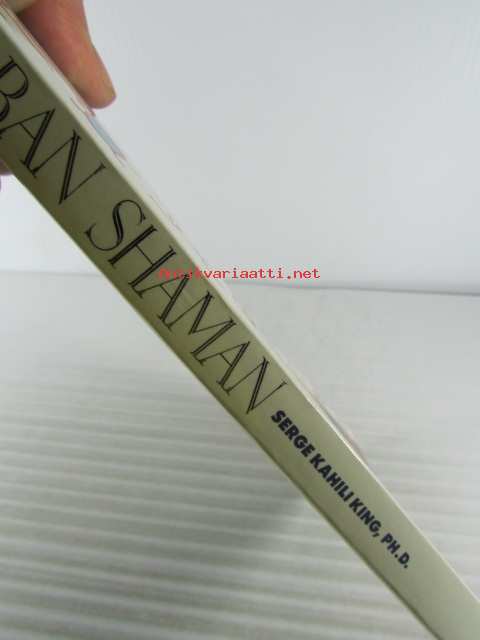 BAN SHAMAN
SERGE KAHILI KING, PH.D.
Antikvariaatti.net